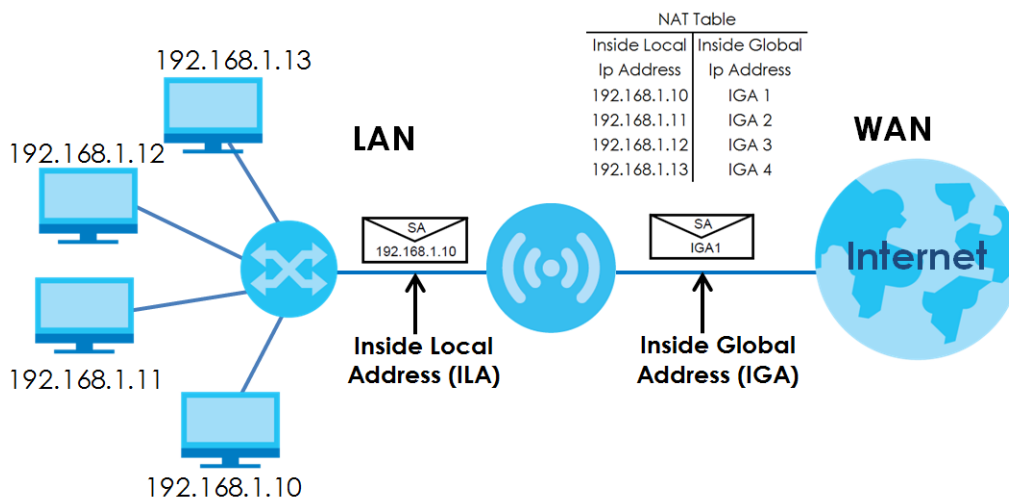 NAT Table
Inside Local Inside Global
Ip Address Ip Address
192.168.1.10 IGA 1
192.168.1.11 IGA 2
192.168.1.12 IGA 3
192.168.1.13 IGA 4
192.168.1.13
192.168.1.12
192.168.1.11
192.168.1.10
LAN
WAN
SA
192.168.1.10
SA
IGA1
Internet
Inside Local
Address (ILA)
Inside Global
Address (IGA)